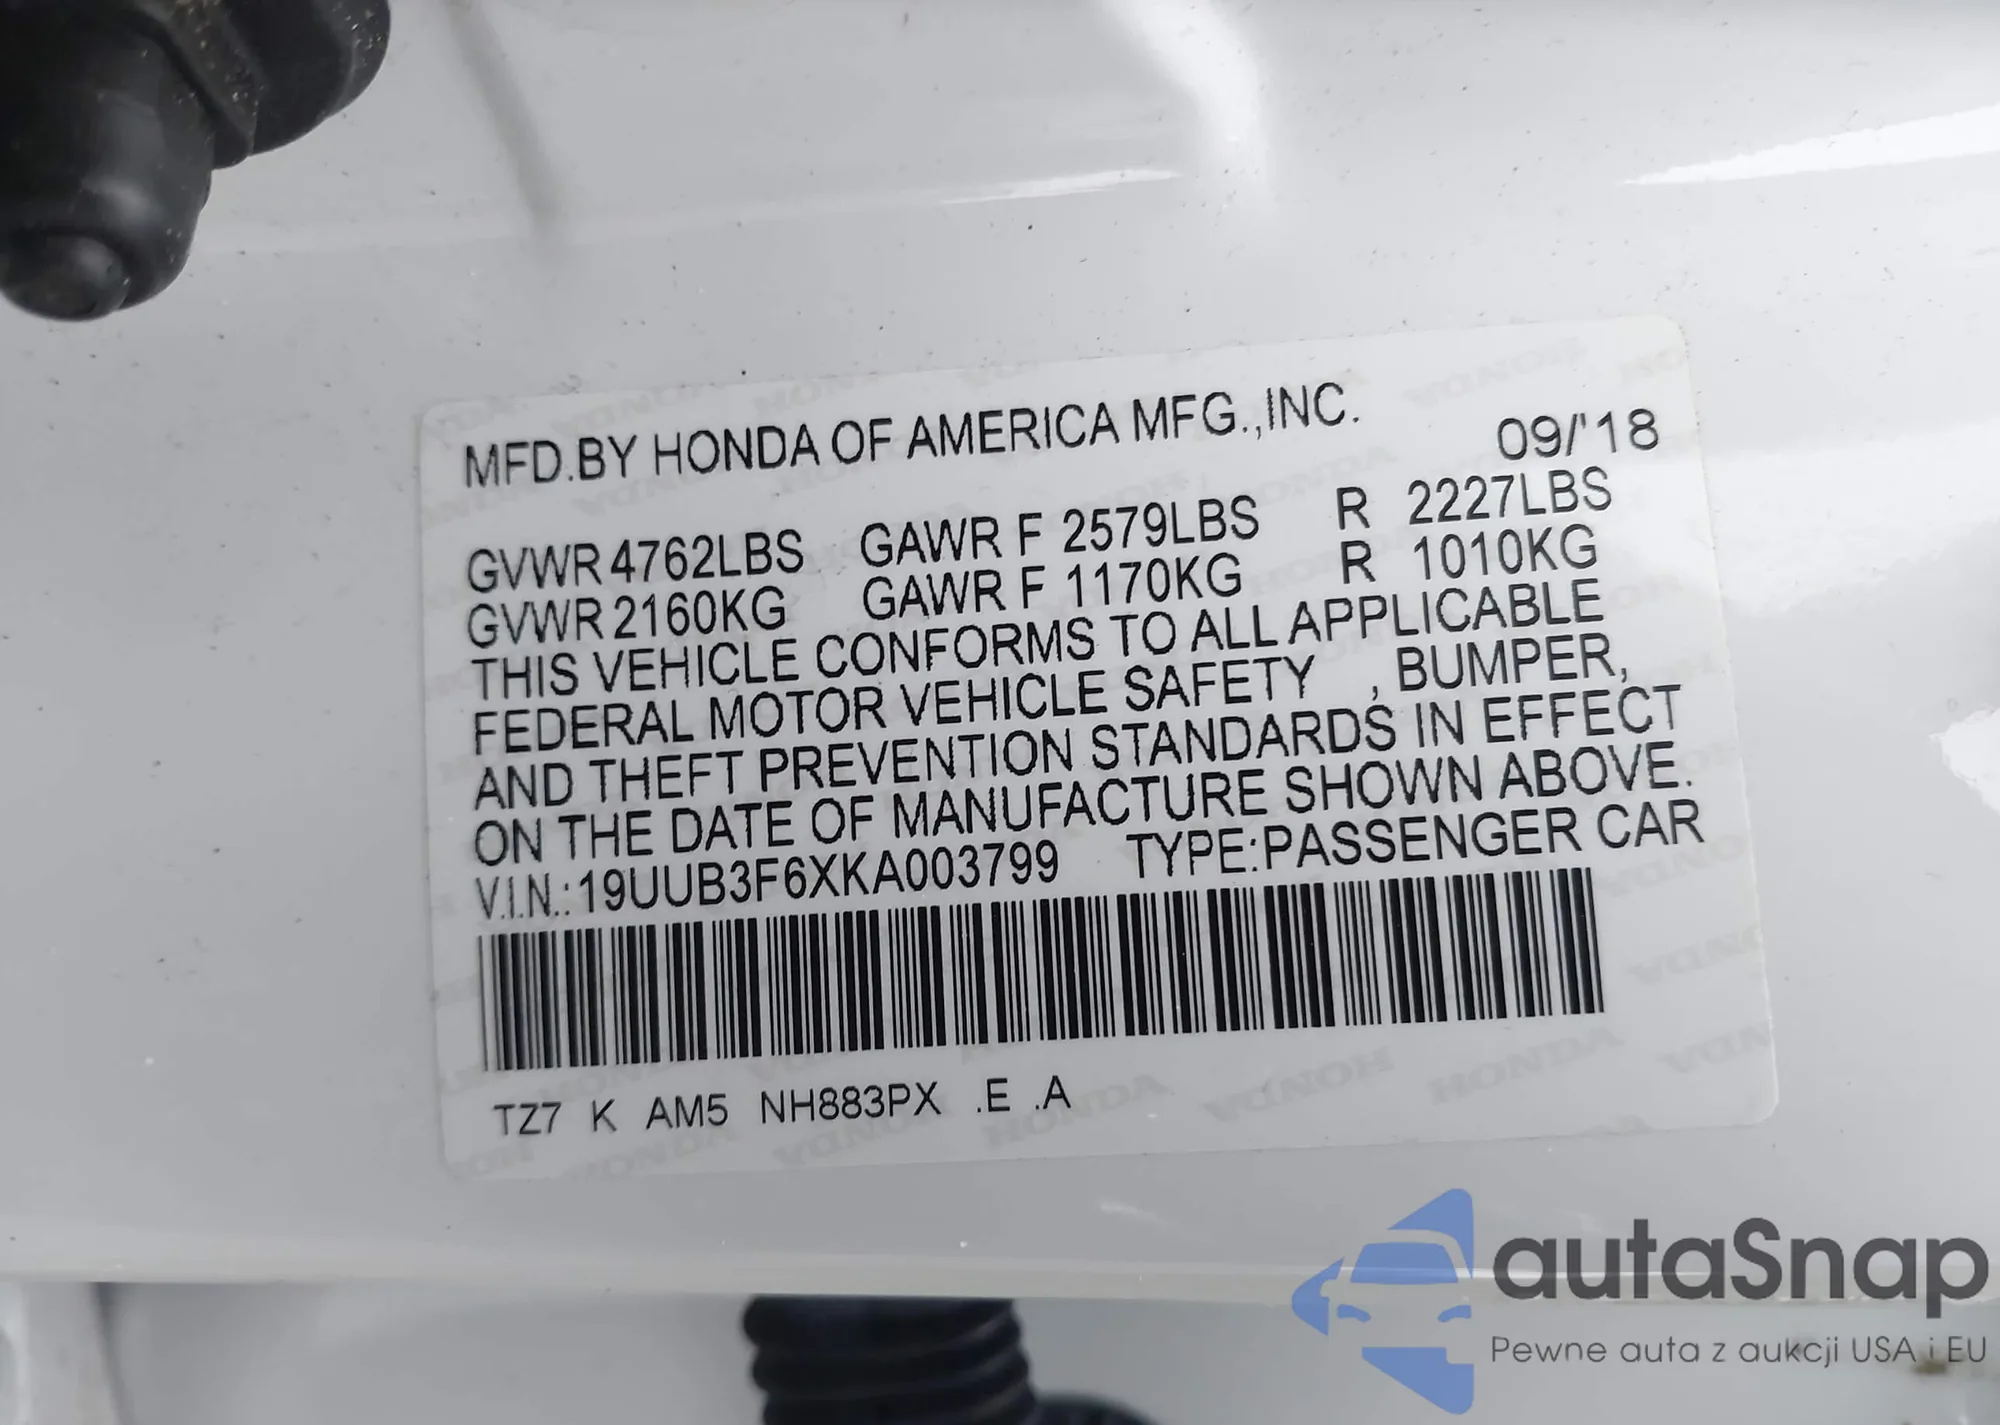 MFD.BY HONDA OF AMERICA MFG.,INC.
09/'18
GVWR 4762LBS GAWR F 2579LBS R 2227LBS
GVWR 2160KG GAWR F 1170KG R 1010KG
THIS VEHICLE CONFORMS TO ALL APPLICABLE
FEDERAL MOTOR VEHICLE SAFETY , BUMPER,
AND THEFT PREVENTION STANDARDS IN EFFECT
ON THE DATE OF MANUFACTURE SHOWN ABOVE.
V.I.N.:19UUB3F6XKA003799 TYPE:PASSENGER CAR
TZ7 K AM5 NH883PX .E .A
autaSnap
Pewne auta z aukcji USA i EU